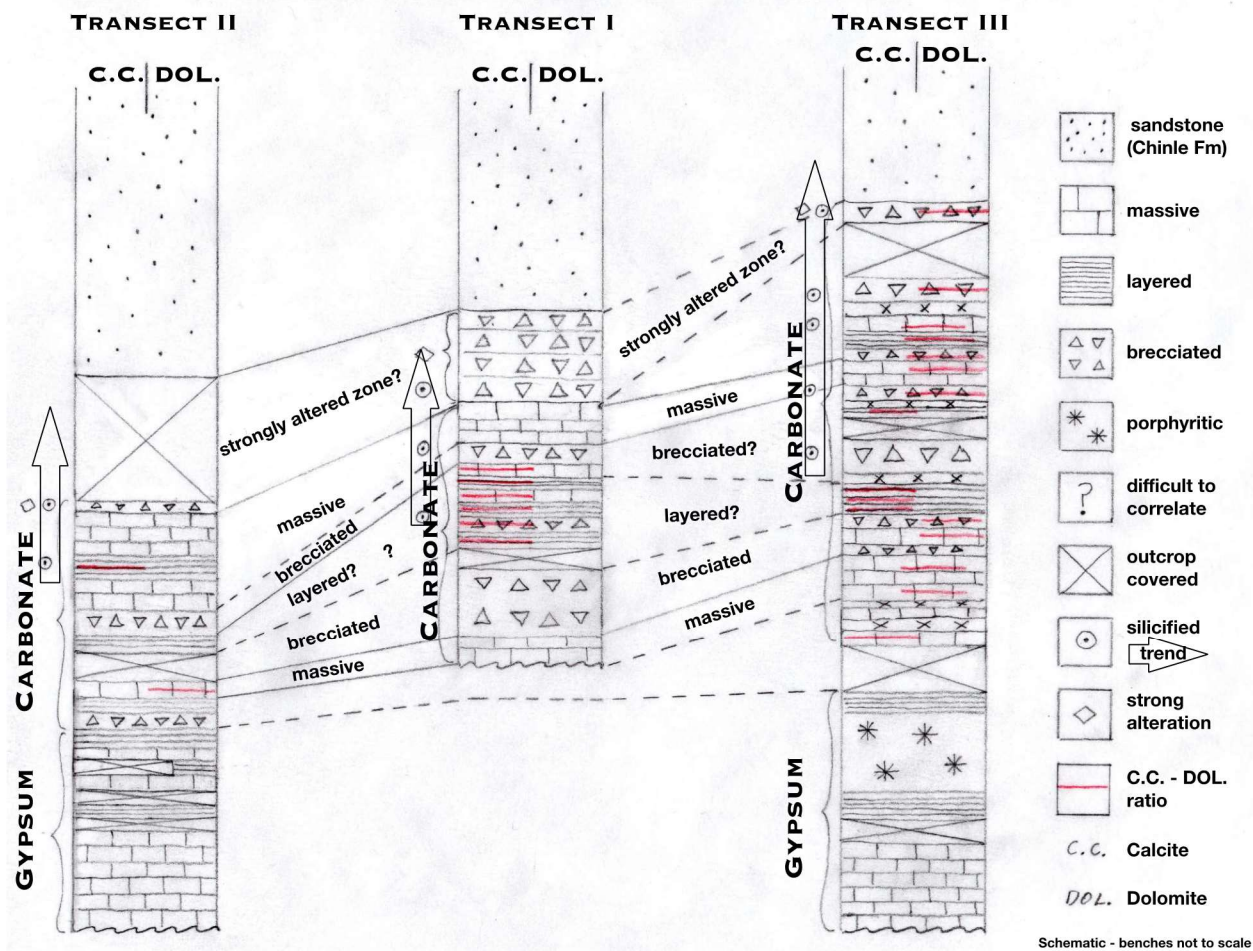 TRANSECT II
C.C. DOL.
TRANSECT I
C.C. DOL.
TRANSECT III
C.C. DOL.
CARBONATE
GYPSUM
CARBONATE
CARBONATE
GYPSUM
strongly altered zone?
massive
brecciated
layered?
?
brecciated
massive
strongly altered zone?
massive
brecciated?
layered?
brecciated
massive
sandstone
(Chinle Fm)
massive
layered
brecciated
porphyritic
?
difficult to
correlate
outcrop
covered
silicified
trend
strong
alteration
C.C. - DOL.
ratio
C.C. Calcite
DOL. Dolomite
Schematic - benches not to scale